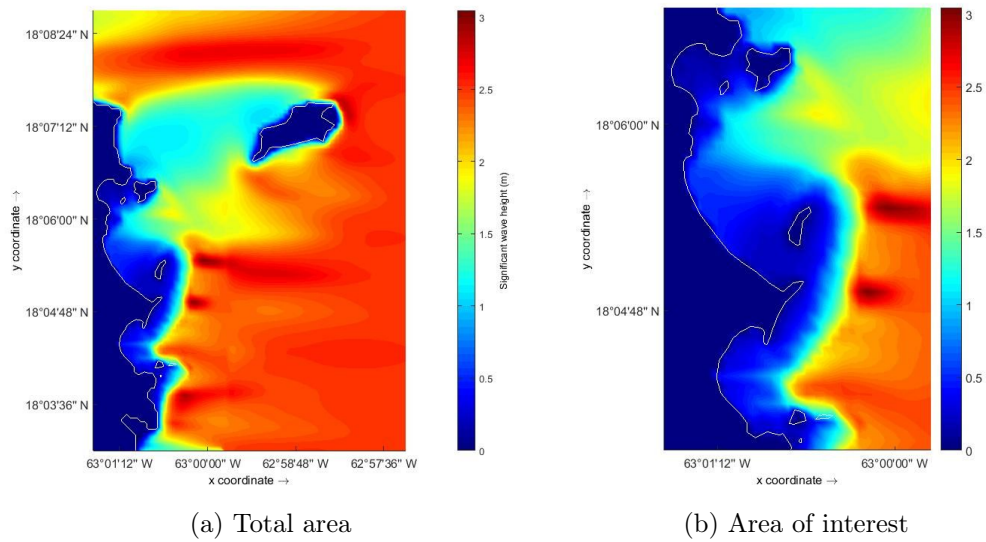 18°08'24" N
18°07'12" N
18°06'00" N
18°04'48" N
18°03'36" N
y coordinate →
63°01'12" W 63°00'00" W 62°58'48" W 62°57'36" W
x coordinate →
3
2.5
2
1.5
1
0.5
0
Significant wave height (m)
(a) Total area
18°06'00" N
18°04'48" N
y coordinate →
63°01'12" W 63°00'00" W
x coordinate →
3
2.5
2
1.5
1
0.5
0
(b) Area of interest